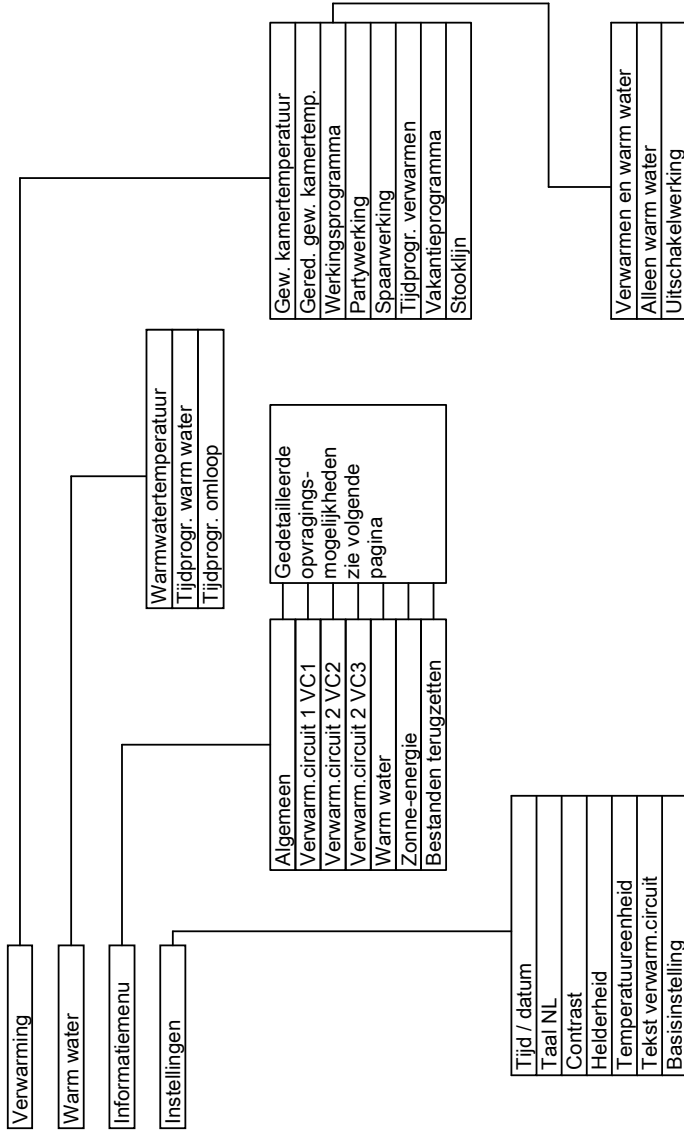 Verwarming
Warm water
Informatiemenu
Instellingen
Gew. kamertemperatuur
Gered. gew. kamertemp.
Werkingsprogramma
Partywerking
Spaarwerking
Tijdprogr. verwarmen
Vakantieprogramma
Stooklijn
Verwarmen en warm water
Alleen warm water
Uitschakelwerking
Warmwatertemperatuur
Tijdprogr. warm water
Tijdprogr. omloop
Algemeen
Verwarm.circuit 1 VC1
Verwarm.circuit 2 VC2
Verwarm.circuit 2 VC3
Warm water
Zonne-energie
Bestanden terugzetten
Gedetailleerde
opvragings-
mogelijkheden
zie volgende
pagina
Tijd / datum
Taal NL
Contrast
Helderheid
Temperatuureenheid
Tekst verwarm.circuit
Basisinstelling